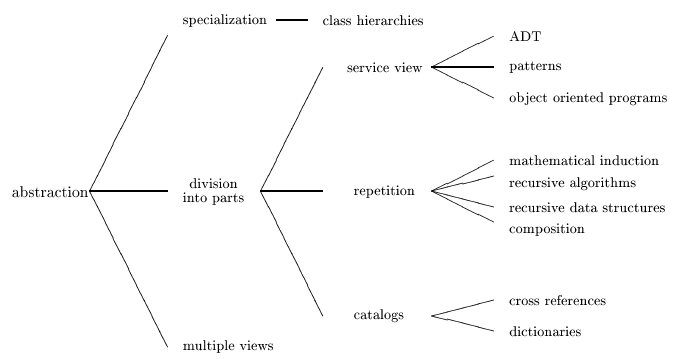 specialization
class hierarchies
ADT
service view
patterns
object oriented programs
abstraction
division
into parts
repetition
mathematical induction
recursive algorithms
recursive data structures
composition
catalogs
cross references
dictionaries
multiple views